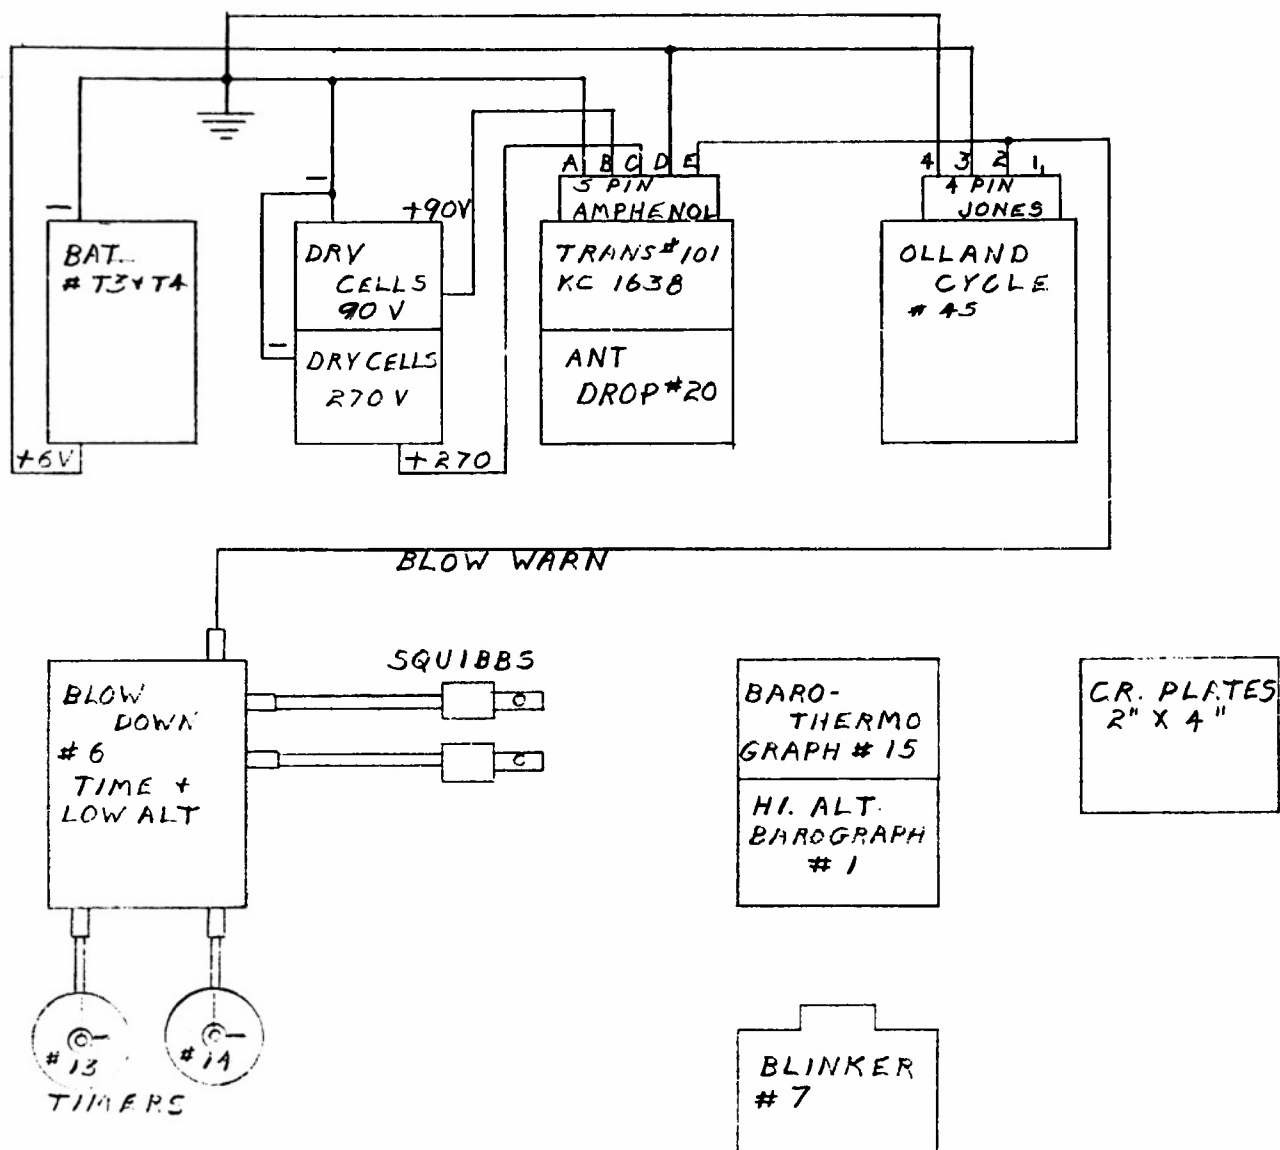 A B C D E
4 3 2 1
5 PIN
4 PIN
AMPHENOL
JONES
+90V
BAT.
# T3 & T4
DRY
CELLS
90 V
TRANS #101
KC 1638
OLLAND
CYCLE
# 45
DRY CELLS
270 V
ANT
DROP #20
+6V
+270
BLOW WARN
SQUIBBS
BLOW
DOWN
# 6
TIME +
LOW ALT
BARO-
THERMO
GRAPH # 15
HI. ALT.
BAROGRAPH
# 1
C.R. PLATES
2" X 4"
# 13
# 14
TIMERS
BLINKER
# 7